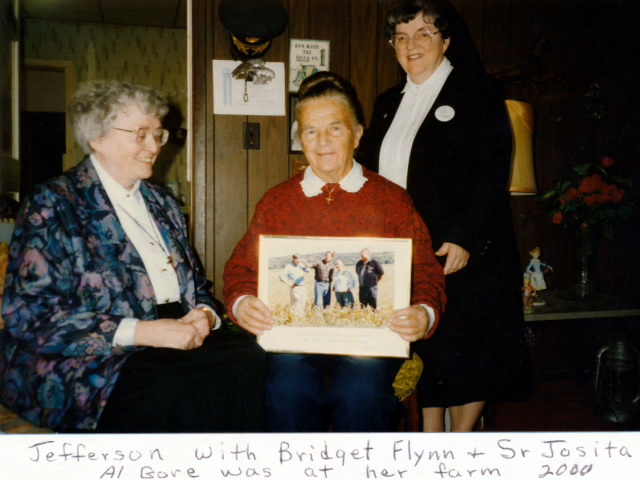 Jefferson with Bridget Flynn + Sr Josita
Al Gore was at her farm 2000